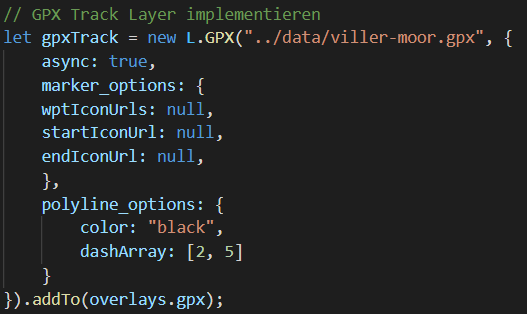 // GPX Track Layer implementieren
let gpxTrack = new L.GPX("../data/viller-moor.gpx", {
    async: true,
    marker_options: {
    wptIconUrls: null,
    startIconUrl: null,
    endIconUrl: null,
    },
    polyline_options: {
        color: "black",
        dashArray: [2, 5]
    }
}).addTo(overlays.gpx);